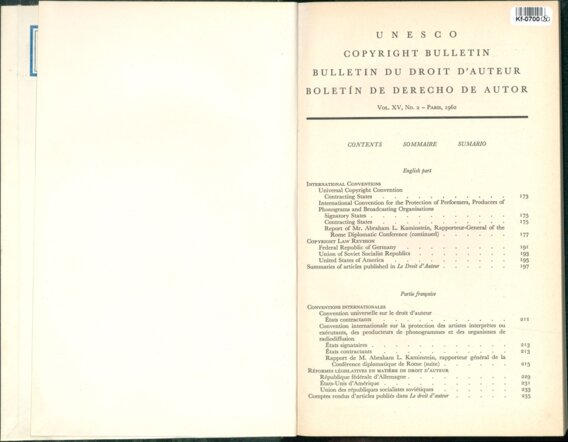 Kf-0700
UNESCO
COPYRIGHT BULLETIN
BULLETIN DU DROIT D'AUTEUR
BOLETÍN DE DERECHO DE AUTOR
VOL. XV, No. 2 – PARIS, 1962
CONTENTS SOMMAIRE SUMARIO
English part
INTERNATIONAL CONVENTIONS
Universal Copyright Convention
Contracting States . . . . . . . . . . 173
International Convention for the Protection of Performers, Producers of
Phonograms and Broadcasting Organisations
Signatory States . . . . . . . . . . 175
Contracting States . . . . . . . . . . 175
Report of Mr. Abraham L. Kaminstein, Rapporteur-General of the
Rome Diplomatic Conference (continued) . . . . . . 177
COPYRIGHT LAW REVISION
Federal Republic of Germany . . . . . . . . 191
Union of Soviet Socialist Republics . . . . . . . 193
United States of America . . . . . . . . . 195
Summaries of articles published in Le Droit d'Auteur . . . . . 197
Partie française
CONVENTIONS INTERNATIONALES
Convention universelle sur le droit d'auteur
États contractants . . . . . . . . . . 211
Convention internationale sur la protection des artistes interprètes ou
exécutants, des producteurs de phonogrammes et des organismes de
radiodiffusion
États signataires . . . . . . . . . . 213
États contractants . . . . . . . . . . 213
Rapport de M. Abraham L. Kaminstein, rapporteur général de la
Conférence diplomatique de Rome (suite) . . . . . . 215
RÉFORMES LÉGISLATIVES EN MATIÈRE DE DROIT D'AUTEUR
République fédérale d'Allemagne . . . . . . . . 229
États-Unis d'Amérique . . . . . . . . . 231
Union des républiques socialistes soviétiques . . . . . . 233
Comptes rendus d'articles publiés dans Le droit d'auteur . . . . . 235